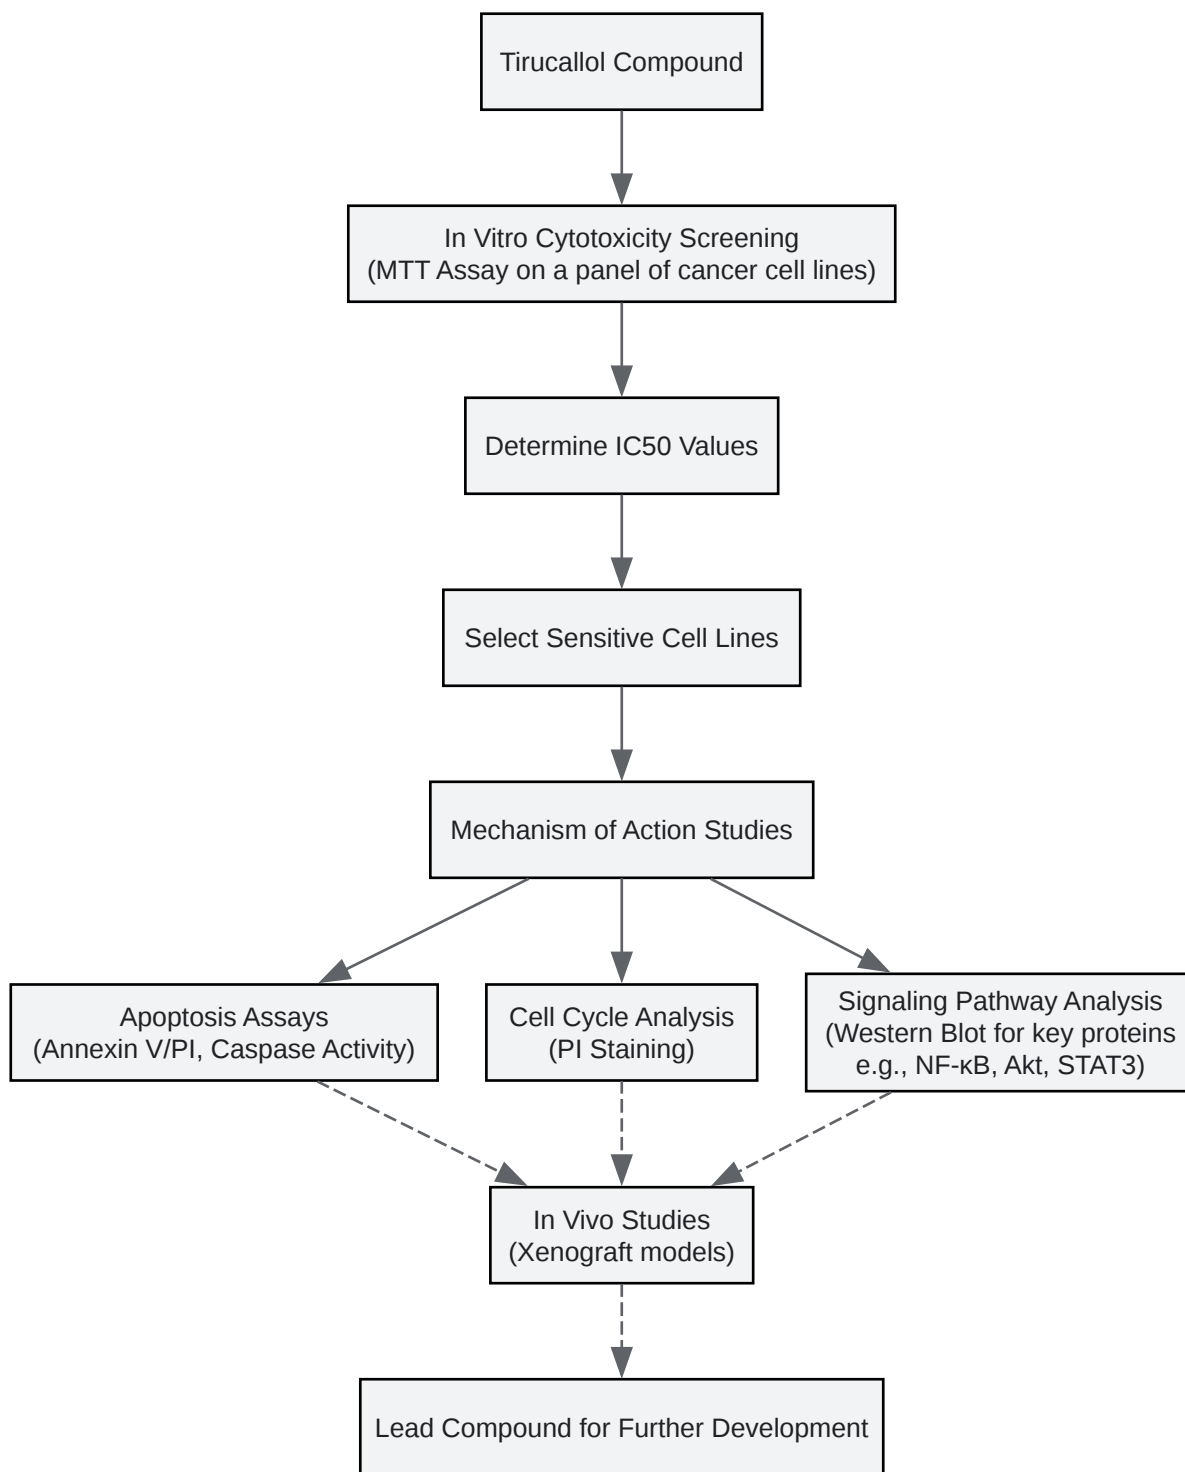 Tirucallol Compound
In Vitro Cytotoxicity Screening
(MTT Assay on a panel of cancer cell lines)
Determine IC50 Values
Select Sensitive Cell Lines
Mechanism of Action Studies
Apoptosis Assays
(Annexin V/PI, Caspase Activity)
Cell Cycle Analysis
(PI Staining)
Signaling Pathway Analysis
(Western Blot for key proteins
e.g., NF-κB, Akt, STAT3)
In Vivo Studies
(Xenograft models)
Lead Compound for Further Development